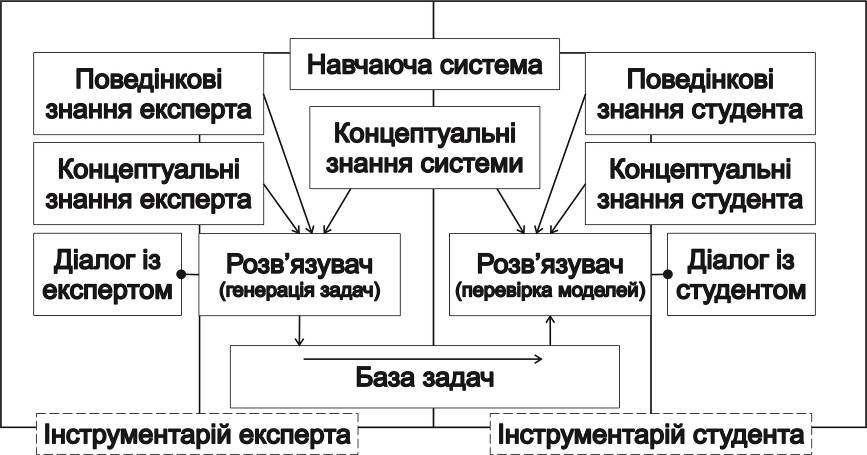 Навчаюча система
Поведінкові
знання експерта
Поведінкові
знання студента
Концептуальні
знання системи
Концептуальні
знання експерта
Концептуальні
знання студента
Діалог із
експертом
Розв’язувач
(генерація задач)
Розв’язувач
(перевірка моделей)
Діалог із
студентом
База задач
Інструментарій експерта
Інструментарій студента